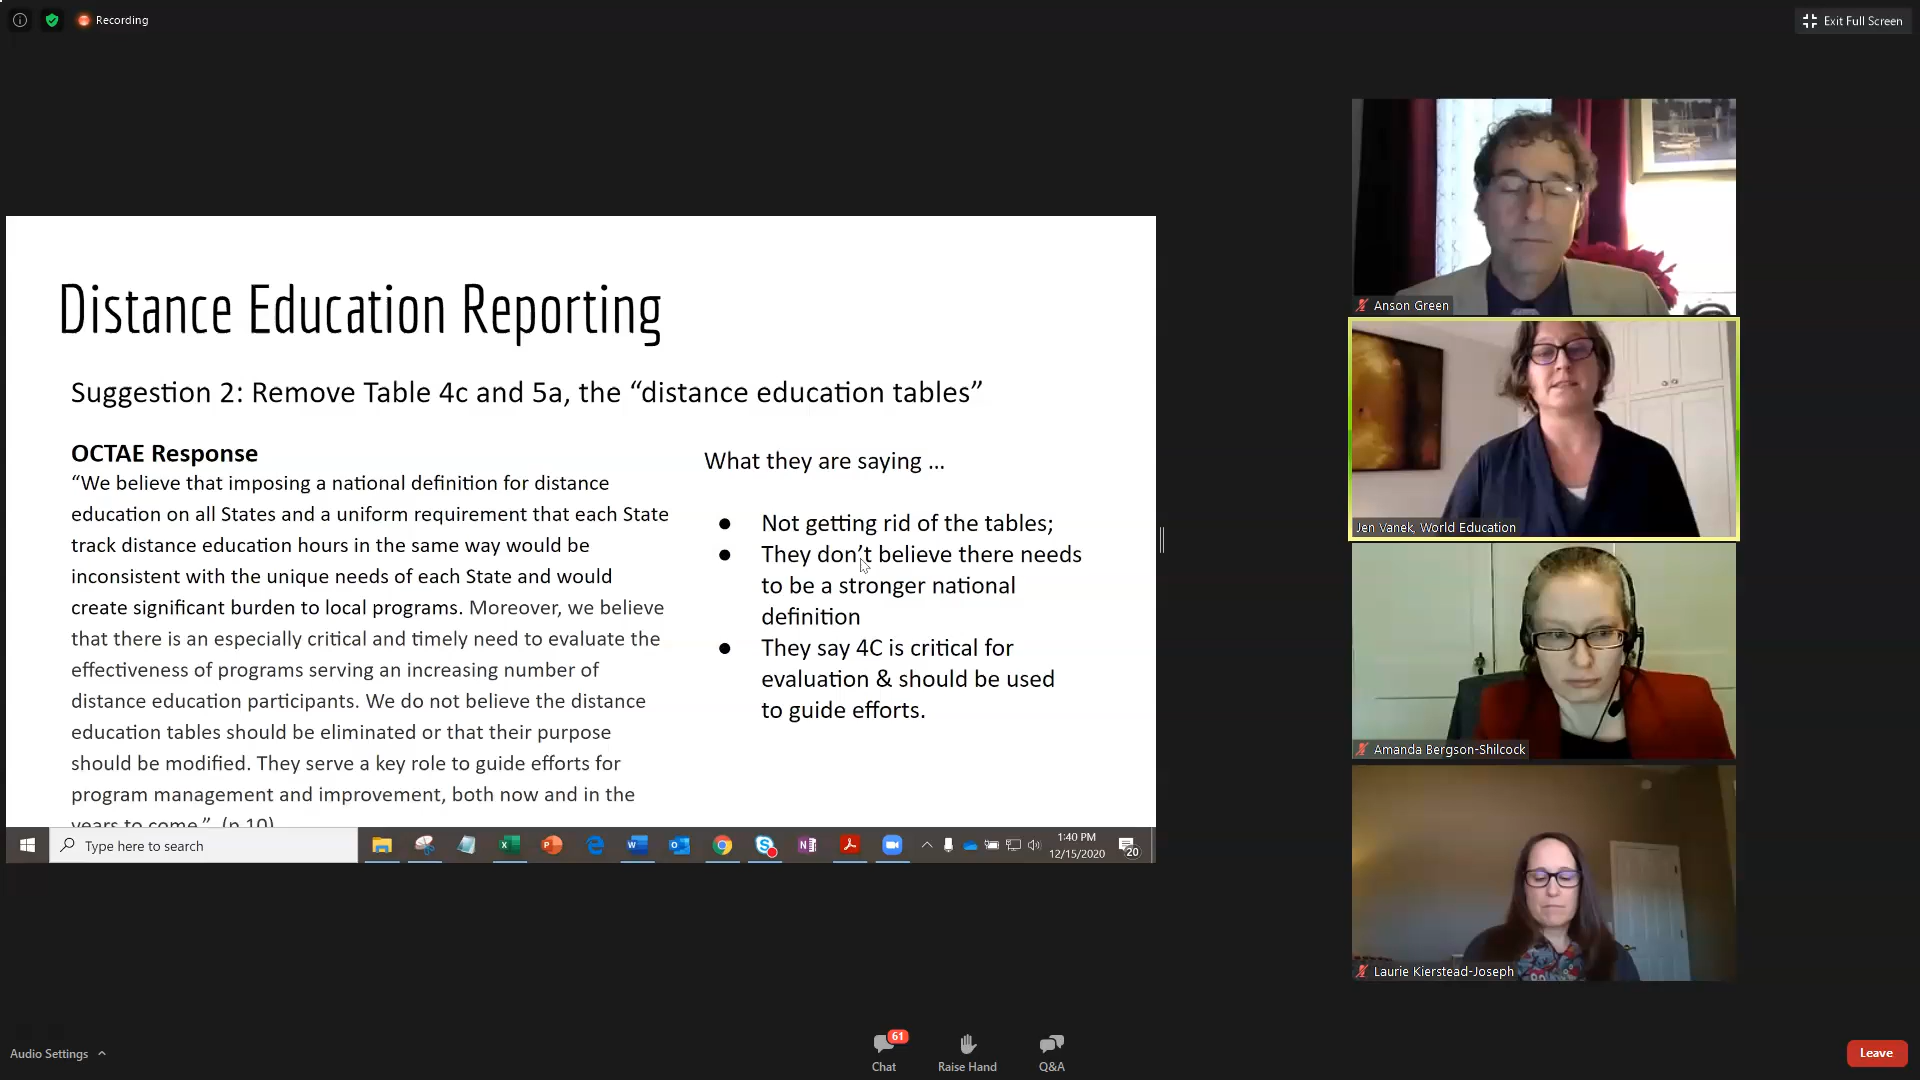 Recording
Exit Full Screen
Distance Education Reporting
Suggestion 2: Remove Table 4c and 5a, the “distance education tables”
OCTAE Response
“We believe that imposing a national definition for distance
education on all States and a uniform requirement that each State
track distance education hours in the same way would be
inconsistent with the unique needs of each State and would
create significant burden to local programs. Moreover, we believe
that there is an especially critical and timely need to evaluate the
effectiveness of programs serving an increasing number of
distance education participants. We do not believe the distance
education tables should be eliminated or that their purpose
should be modified. They serve a key role to guide efforts for
program management and improvement, both now and in the
years to come.” (p 10)
What they are saying ...
● Not getting rid of the tables;
● They don’t believe there needs
to be a stronger national
definition
● They say 4C is critical for
evaluation & should be used
to guide efforts.
Type here to search
1:40 PM
12/15/2020
20
Anson Green
Jen Vanek, World Education
Amanda Bergson-Shilcock
Laurie Kierstead-Joseph
Audio Settings
61
Chat
Raise Hand
Q&A
Leave